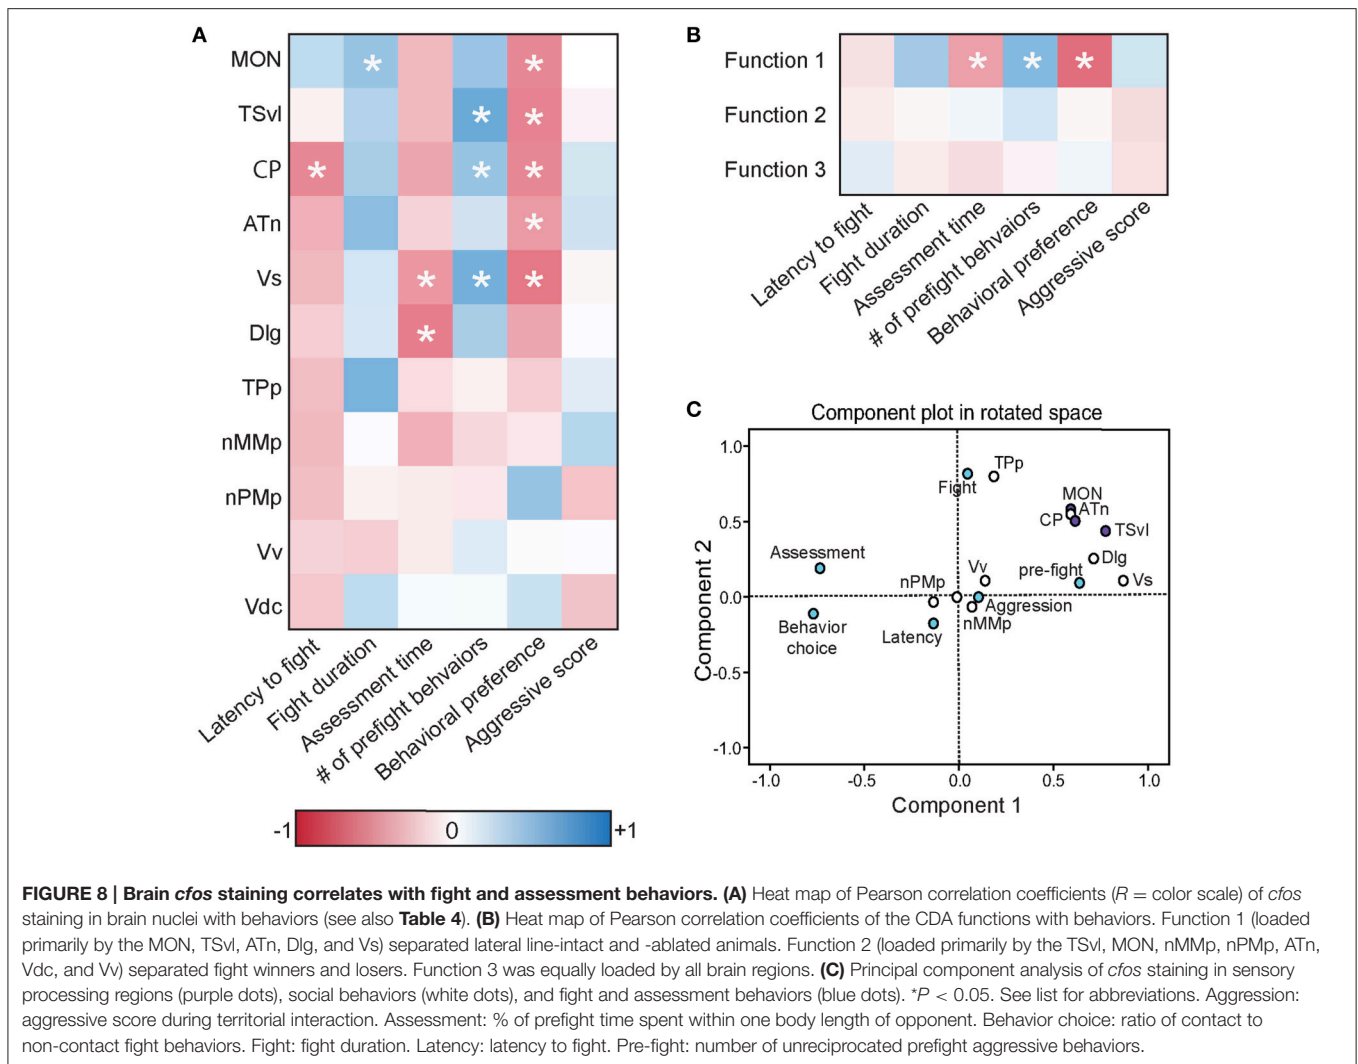 A
MON
TSvl
CP
ATn
Vs
Dlg
TPp
nMMp
nPMp
Vv
Vdc
* *
* *
* * *
*
* * *
*
Latency to fight
Fight duration
Assessment time
# of prefight behvaiors
Behavioral preference
Aggressive score
-1 0 +1
B
Function 1
Function 2
Function 3
* * *
Latency to fight
Fight duration
Assessment time
# of prefight behvaiors
Behavioral preference
Aggressive score
C
Component plot in rotated space
Component 2
1.0
0.5
0.0
-0.5
-1.0
TPp
Fight
MON
ATn
CP
TSvl
Assessment
Dlg
Vv
pre-fight
Vs
nPMp
Aggression
nMMp
Behavior
choice
Latency
-1.0 -0.5 0.0 0.5 1.0
Component 1
FIGURE 8 | Brain cfos staining correlates with fight and assessment behaviors. (A) Heat map of Pearson correlation coefficients (R = color scale) of cfos
staining in brain nuclei with behaviors (see also Table 4). (B) Heat map of Pearson correlation coefficients of the CDA functions with behaviors. Function 1 (loaded
primarily by the MON, TSvl, ATn, Dlg, and Vs) separated lateral line-intact and -ablated animals. Function 2 (loaded primarily by the TSvl, MON, nMMp, nPMp, ATn,
Vdc, and Vv) separated fight winners and losers. Function 3 was equally loaded by all brain regions. (C) Principal component analysis of cfos staining in sensory
processing regions (purple dots), social behaviors (white dots), and fight and assessment behaviors (blue dots). *P < 0.05. See list for abbreviations. Aggression:
aggressive score during territorial interaction. Assessment: % of prefight time spent within one body length of opponent. Behavior choice: ratio of contact to
non-contact fight behaviors. Fight: fight duration. Latency: latency to fight. Pre-fight: number of unreciprocated prefight aggressive behaviors.